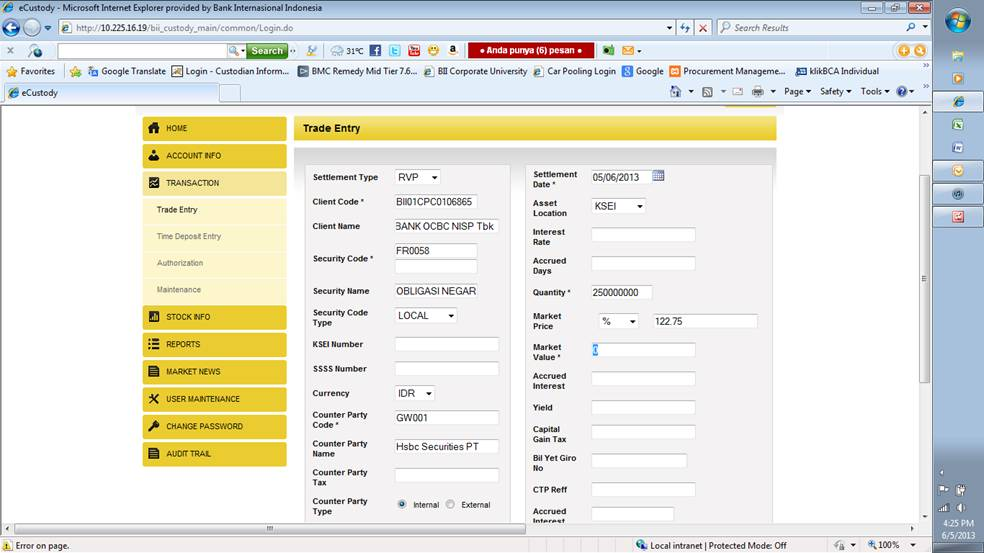 eCustody - Microsoft Internet Explorer provided by Bank Internasional Indonesia
http://10.225.16.19/bii_custody_main/common/Login.do
Search Results
Search
31°C
Anda punya (6) pesan
Favorites
Google Translate
Login - Custodian Inform...
BMC Remedy Mid Tier 7.6...
BII Corporate University
Car Pooling Login
Google
Procurement Manageme...
klikBCA Individual
eCustody
Page
Safety
Tools
HOME
ACCOUNT INFO
TRANSACTION
Trade Entry
Time Deposit Entry
Authorization
Maintenance
STOCK INFO
REPORTS
MARKET NEWS
USER MAINTENANCE
CHANGE PASSWORD
AUDIT TRAIL
Trade Entry
Settlement Type RVP
Client Code * BII01CPC0106865
Client Name BANK OCBC NISP Tbk
Security Code * FR0058
Security Name OBLIGASI NEGAR
Security Code
Type LOCAL
KSEI Number
SSSS Number
Currency IDR
Counter Party
Code * GW001
Counter Party
Name Hsbc Securities PT
Counter Party
Tax
Counter Party
Type Internal External
Settlement
Date * 05/06/2013
Asset
Location KSEI
Interest
Rate
Accrued
Days
Quantity * 250000000
Market
Price % 122.75
Market
Value * 0
Accrued
Interest
Yield
Capital
Gain Tax
Bil Yet Giro
No
CTP Reff
Accrued
Interest
Error on page.
Local intranet | Protected Mode: Off
100%
4:25 PM
6/5/2013